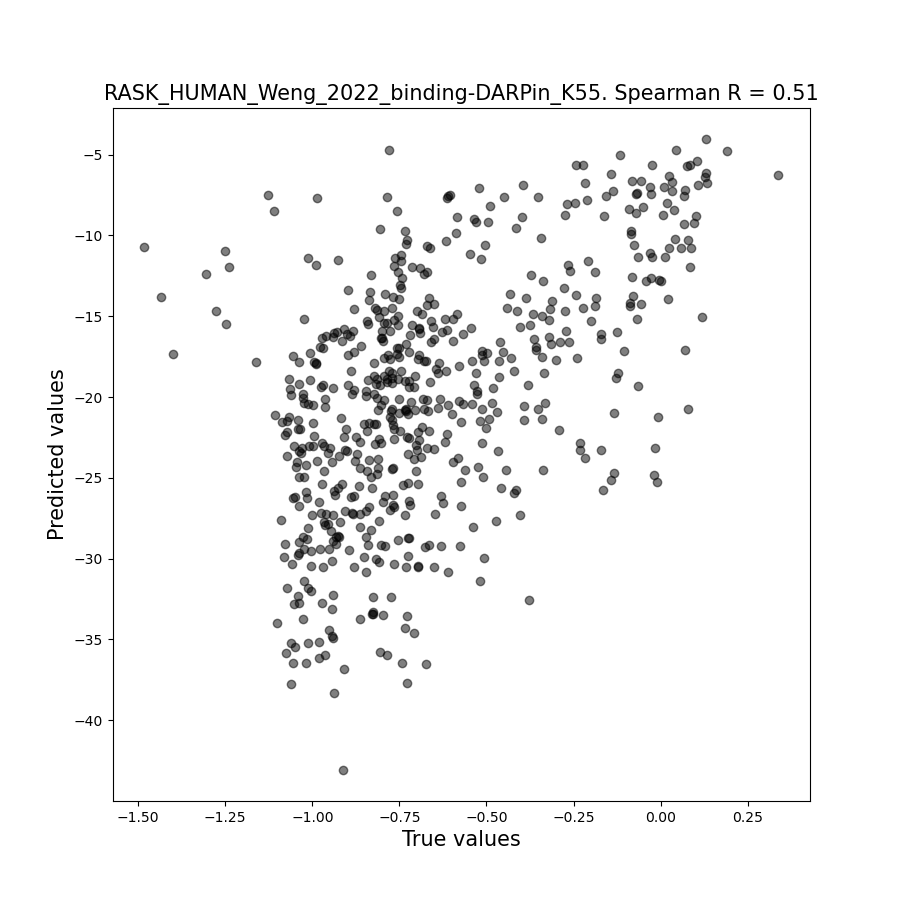 RASK_HUMAN_Weng_2022_binding-DARPin_K55. Spearman R = 0.51
Predicted values
−5
−10
−15
−20
−25
−30
−35
−40
−1.50 −1.25 −1.00 −0.75 −0.50 −0.25 0.00 0.25
True values